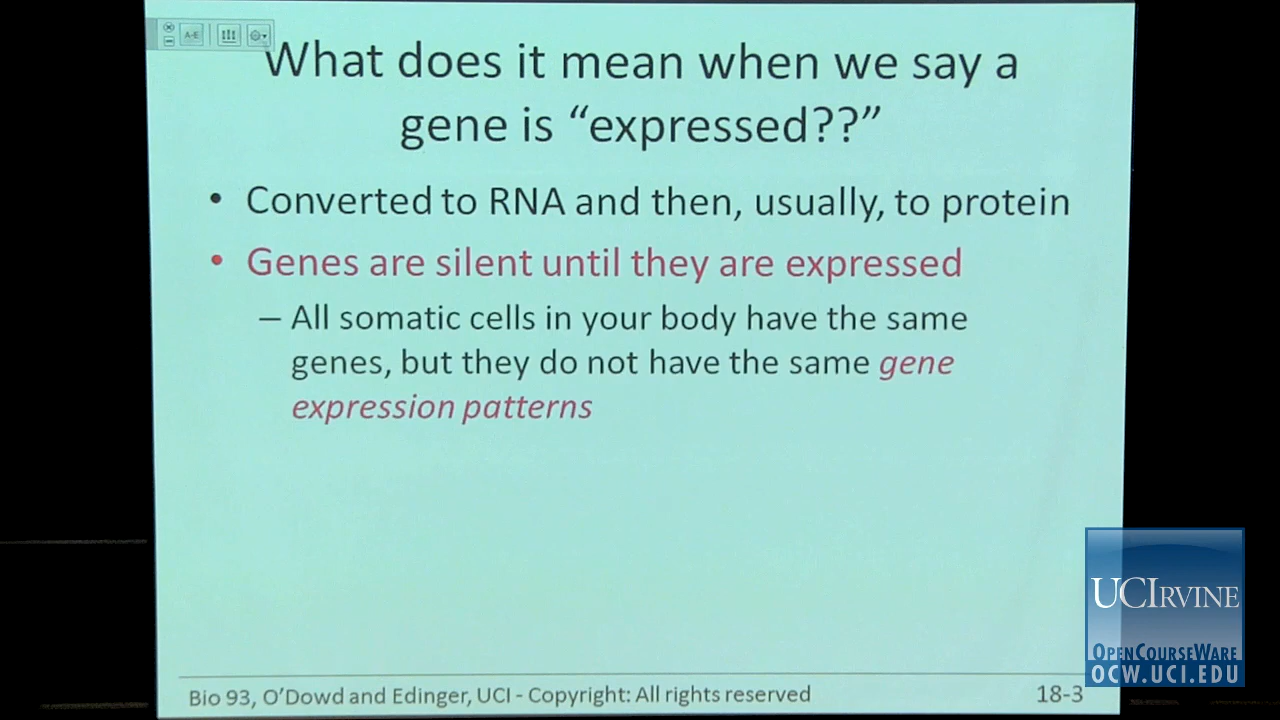 A-E
What does it mean when we say a
gene is “expressed??”
• Converted to RNA and then, usually, to protein
• Genes are silent until they are expressed
– All somatic cells in your body have the same
genes, but they do not have the same gene
expression patterns
UCIRVINE
OPENCOURSEWARE
OCW.UCI.EDU
Bio 93, O’Dowd and Edinger, UCI - Copyright: All rights reserved
18-3